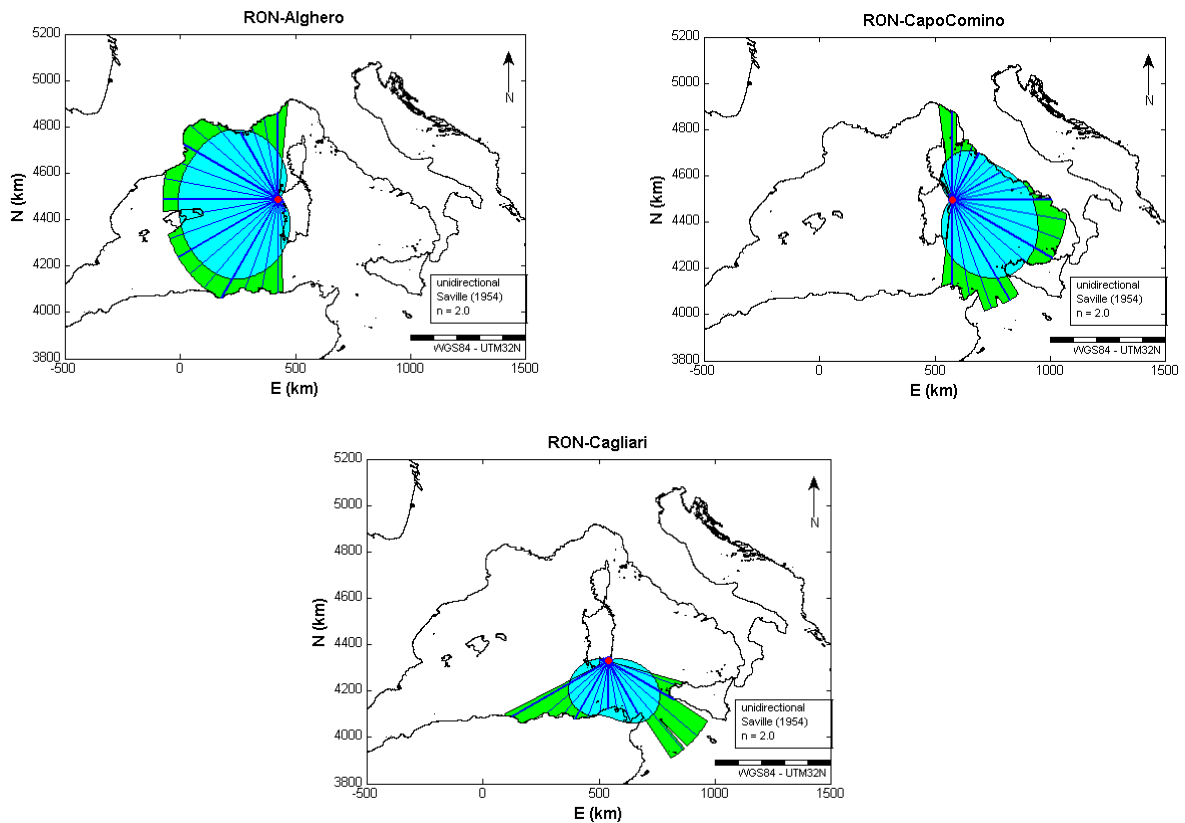 RON-Alghero
5200
5000
4800
4600
4400
4200
4000
3800
N (km)
N
unidirectional
Saville (1954)
n = 2.0
WGS84 - UTM32N
-500
0
500
1000
1500
E (km)
RON-CapoComino
5200
5000
4800
4600
4400
4200
4000
3800
N (km)
N
unidirectional
Saville (1954)
n = 2.0
WGS84 - UTM32N
-500
0
500
1000
1500
E (km)
RON-Cagliari
5200
5000
4800
4600
4400
4200
4000
3800
N (km)
N
unidirectional
Saville (1954)
n = 2.0
WGS84 - UTM32N
-500
0
500
1000
1500
E (km)